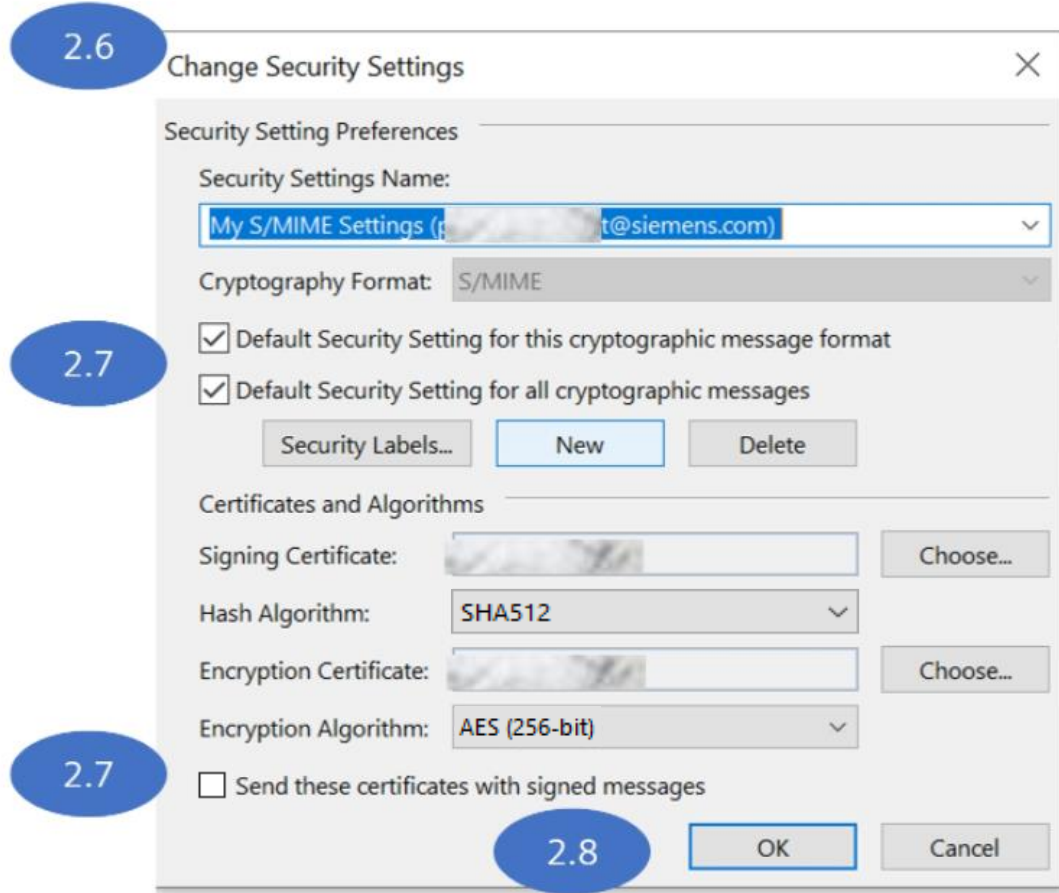 2.6
Change Security Settings
Security Setting Preferences
Security Settings Name:
My S/MIME Settings (p t@siemens.com)
Cryptography Format: S/MIME
2.7
Default Security Setting for this cryptographic message format
Default Security Setting for all cryptographic messages
Security Labels... New Delete
Certificates and Algorithms
Signing Certificate: Choose...
Hash Algorithm: SHA512
Encryption Certificate: Choose...
Encryption Algorithm: AES (256-bit)
2.7
Send these certificates with signed messages
2.8 OK Cancel